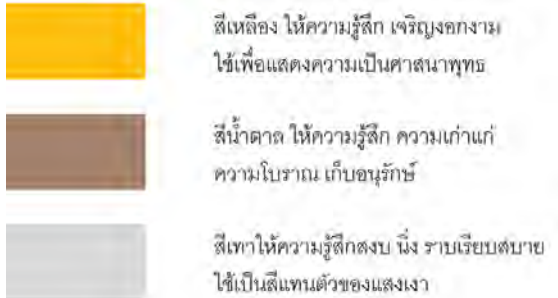 สีเหลือง ให้ความรู้สึก เจริญงอกงาม
ใช้เพื่อแสดงความเป็นศาสนาพุทธ
สีน้ำตาล ให้ความรู้สึก ความเก่าแก่
ความโบราณ เก็บอนุรักษ์
สีเทาให้ความรู้สึกสงบ นิ่ง ราบเรียบสบาย
ใช้เป็นสีแทนตัวของแสงเงา